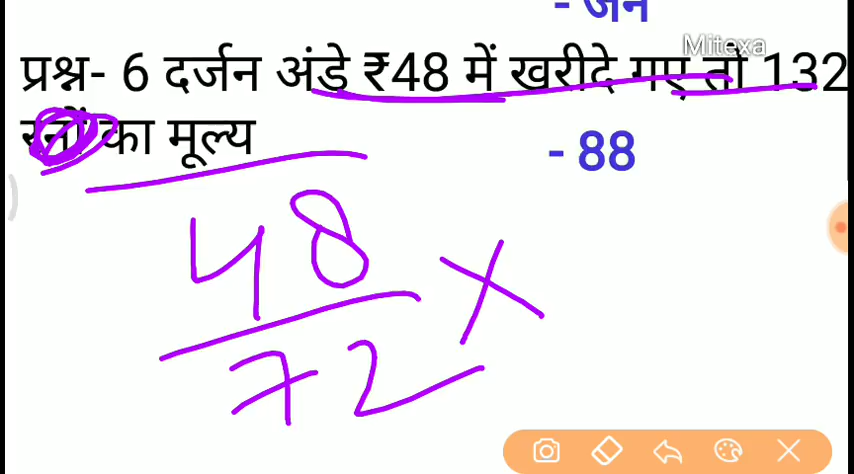 - जन
Mitexa
प्रश्न- 6 दर्जन अंडे ₹48 में खरीदे गए तो 132
का मूल्य
- 88
48 ×
72